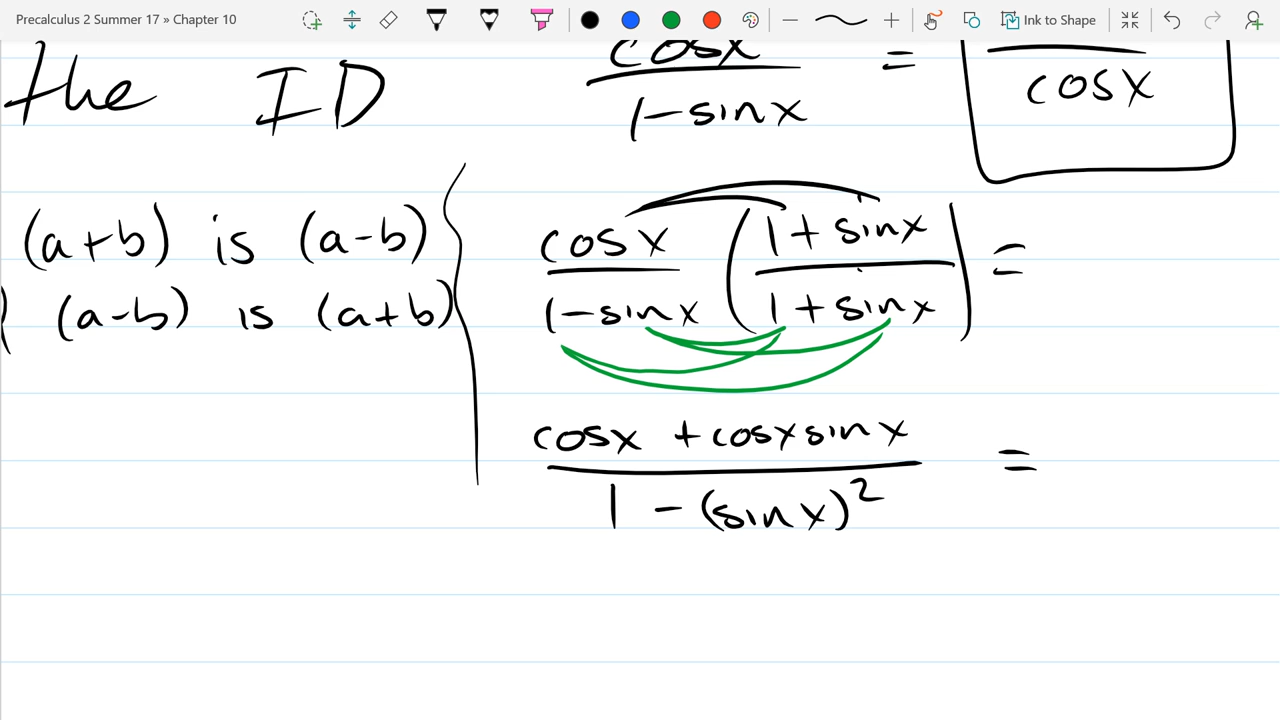 Precalculus 2 Summer 17 » Chapter 10
Ink to Shape
the ID
cosx
1-sinx
=
cosx
(a+b) is (a-b)
(a-b) is (a+b)
cosx (1+sinx) =
1-sinx (1+sinx)
cosx +cosxsinx =
1 - (sinx)²